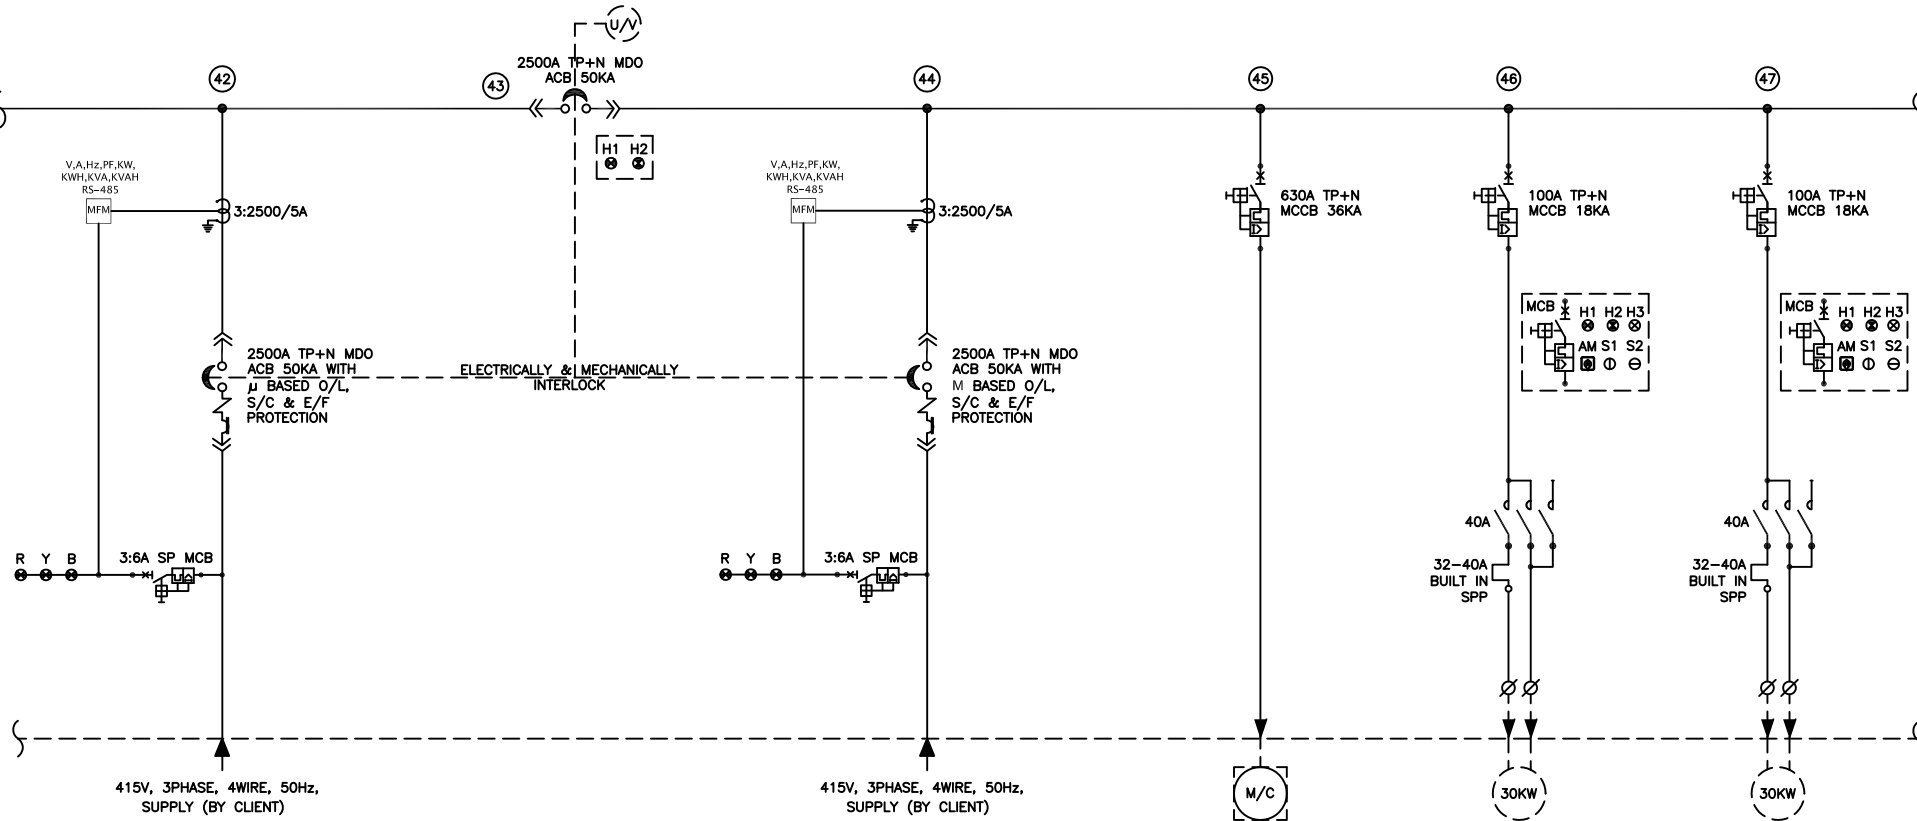 U/V
2500A TP+N MDO
ACB 50KA
42
43
44
45
46
47
H1 H2
V,A,Hz,PF,KW,
KWH,KVA,KVAH
RS-485
MFM
3:2500/5A
V,A,Hz,PF,KW,
KWH,KVA,KVAH
RS-485
MFM
3:2500/5A
630A TP+N
MCCB 36KA
100A TP+N
MCCB 18KA
100A TP+N
MCCB 18KA
MCB H1 H2 H3
AM S1 S2
MCB H1 H2 H3
AM S1 S2
2500A TP+N MDO
ACB 50KA WITH
µ BASED O/L,
S/C & E/F
PROTECTION
ELECTRICALLY & MECHANICALLY
INTERLOCK
2500A TP+N MDO
ACB 50KA WITH
M BASED O/L,
S/C & E/F
PROTECTION
R Y B
3:6A SP MCB
R Y B
3:6A SP MCB
40A
32-40A
BUILT IN
SPP
40A
32-40A
BUILT IN
SPP
415V, 3PHASE, 4WIRE, 50Hz,
SUPPLY (BY CLIENT)
415V, 3PHASE, 4WIRE, 50Hz,
SUPPLY (BY CLIENT)
M/C
30KW
30KW